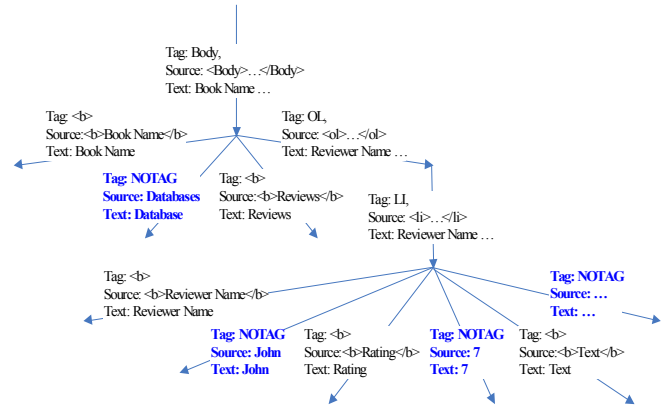 Tag: Body,
Source: <Body>…</Body>
Text: Book Name …
Tag: <b>
Source:<b>Book Name</b>
Text: Book Name
Tag: OL,
Source: <ol>…</ol>
Text: Reviewer Name …
Tag: NOTAG
Source: Databases
Text: Database
Tag: <b>
Source:<b>Reviews</b>
Text: Reviews
Tag: LI,
Source: <li>…</li>
Text: Reviewer Name …
Tag: <b>
Source: <b>Reviewer Name</b>
Text: Reviewer Name
Tag: NOTAG
Source: …
Text: …
Tag: NOTAG
Source: John
Text: John
Tag: <b>
Source:<b>Rating</b>
Text: Rating
Tag: NOTAG
Source: 7
Text: 7
Tag: <b>
Source:<b>Text</b>
Text: Text